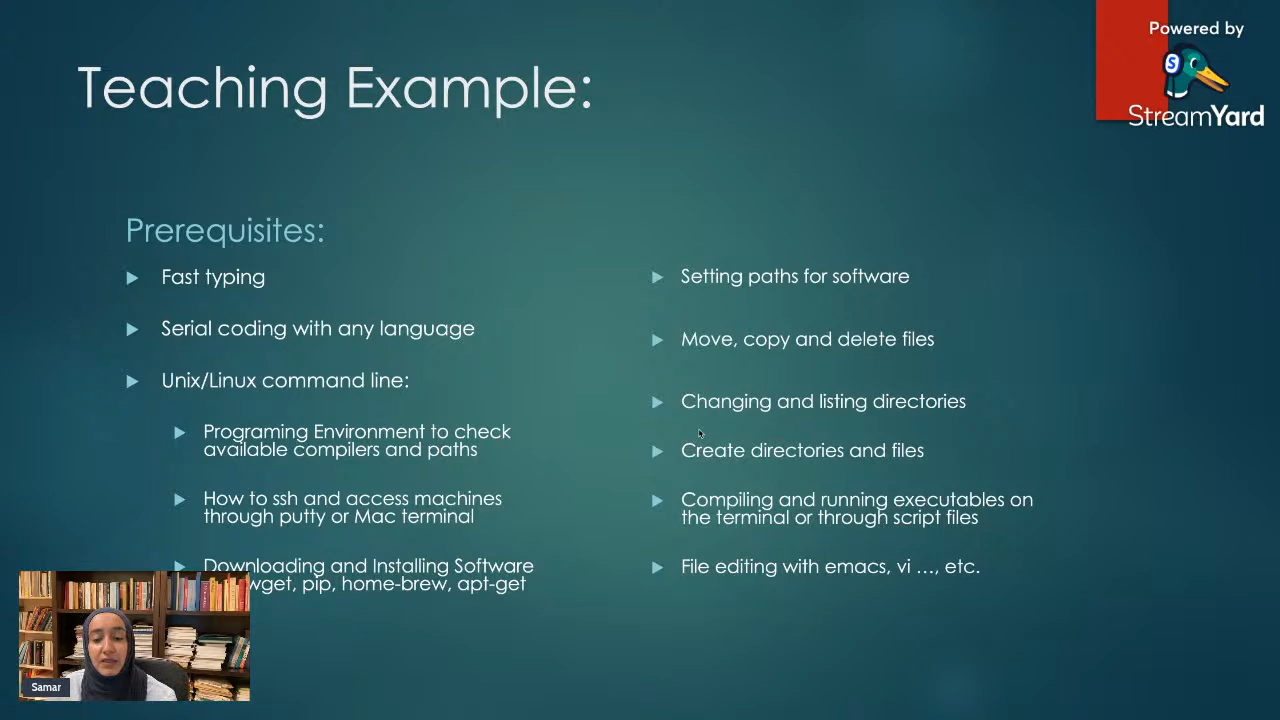 Teaching Example:
Powered by
StreamYard
Prerequisites:
Fast typing
Serial coding with any language
Unix/Linux command line:
Programing Environment to check
available compilers and paths
How to ssh and access machines
through putty or Mac terminal
Downloading and Installing Software
wget, pip, home-brew, apt-get
Setting paths for software
Move, copy and delete files
Changing and listing directories
Create directories and files
Compiling and running executables on
the terminal or through script files
File editing with emacs, vi …, etc.
Samar